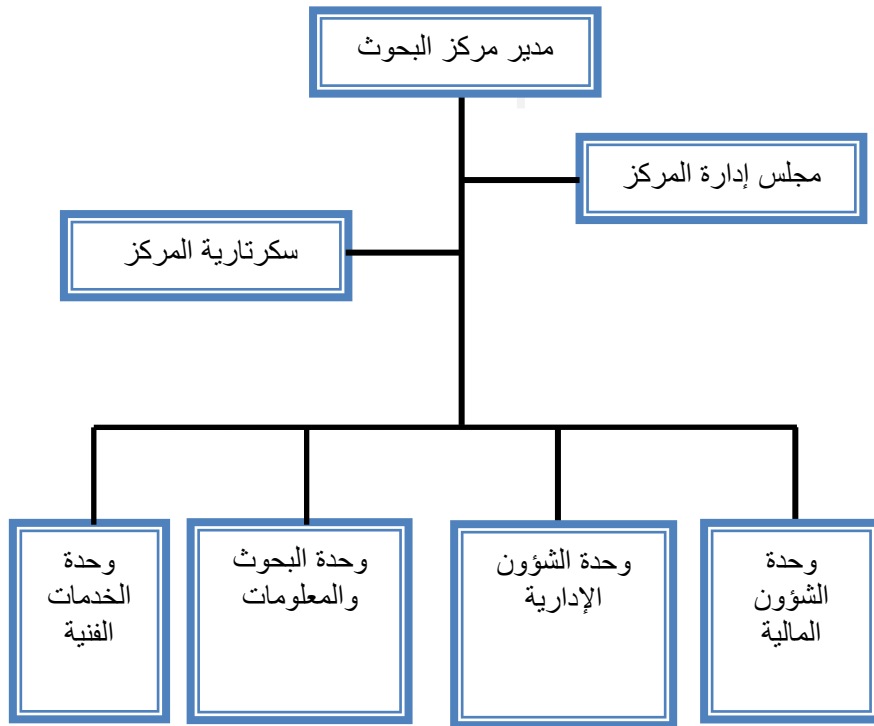 مدير مركز البحوث
مجلس إدارة المركز
سكرتارية المركز
وحدة
الشؤون
المالية
وحدة الشؤون
الإدارية
وحدة البحوث
والمعلومات
وحدة
الخدمات
الفنية